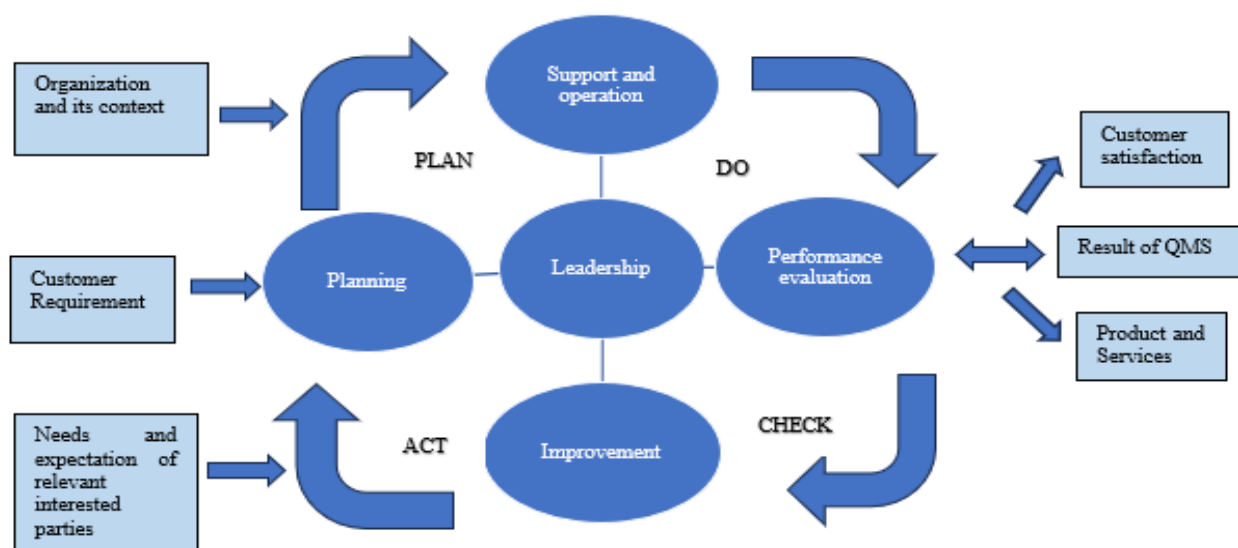 Organization
and its context
Support and
operation
PLAN
DO
Customer
satisfaction
Customer
Requirement
Planning
Leadership
Performance
evaluation
Result of QMS
Product and
Services
Needs and
expectation of
relevant
interested
parties
ACT
Improvement
CHECK